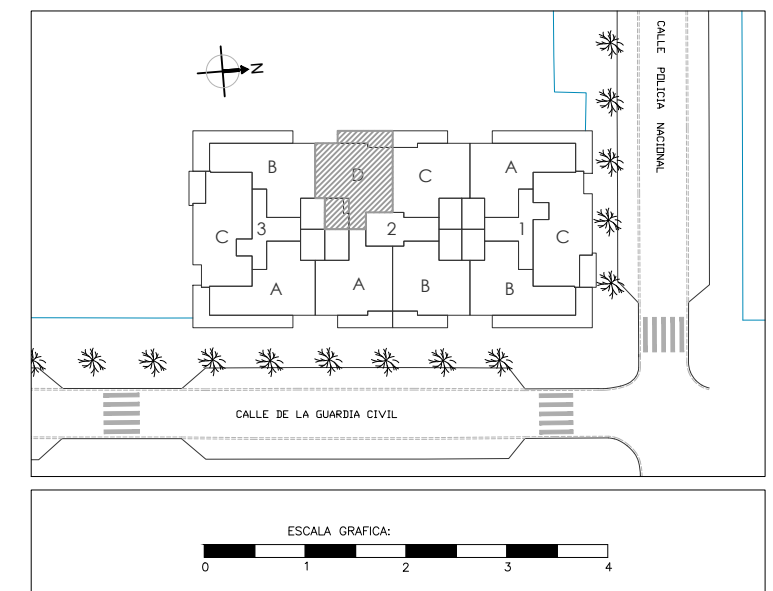 CALLE POLICIA NACIONAL
N
B
D
C
A
C
3
2
1
C
A
A
B
B
CALLE DE LA GUARDIA CIVIL
ESCALA GRAFICA:
0 1 2 3 4